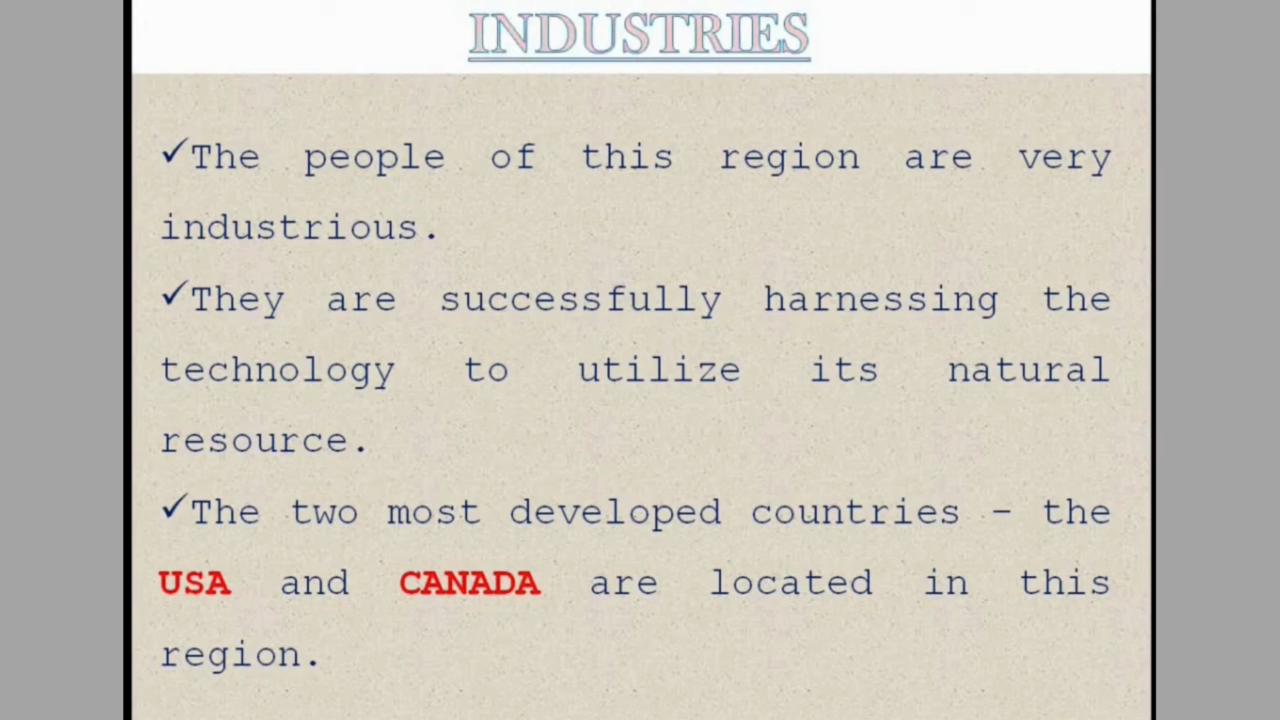 INDUSTRIES
✓The people of this region are very
industrious.
✓They are successfully harnessing the
technology to utilize its natural
resource.
✓The two most developed countries – the
USA and CANADA are located in this
region.